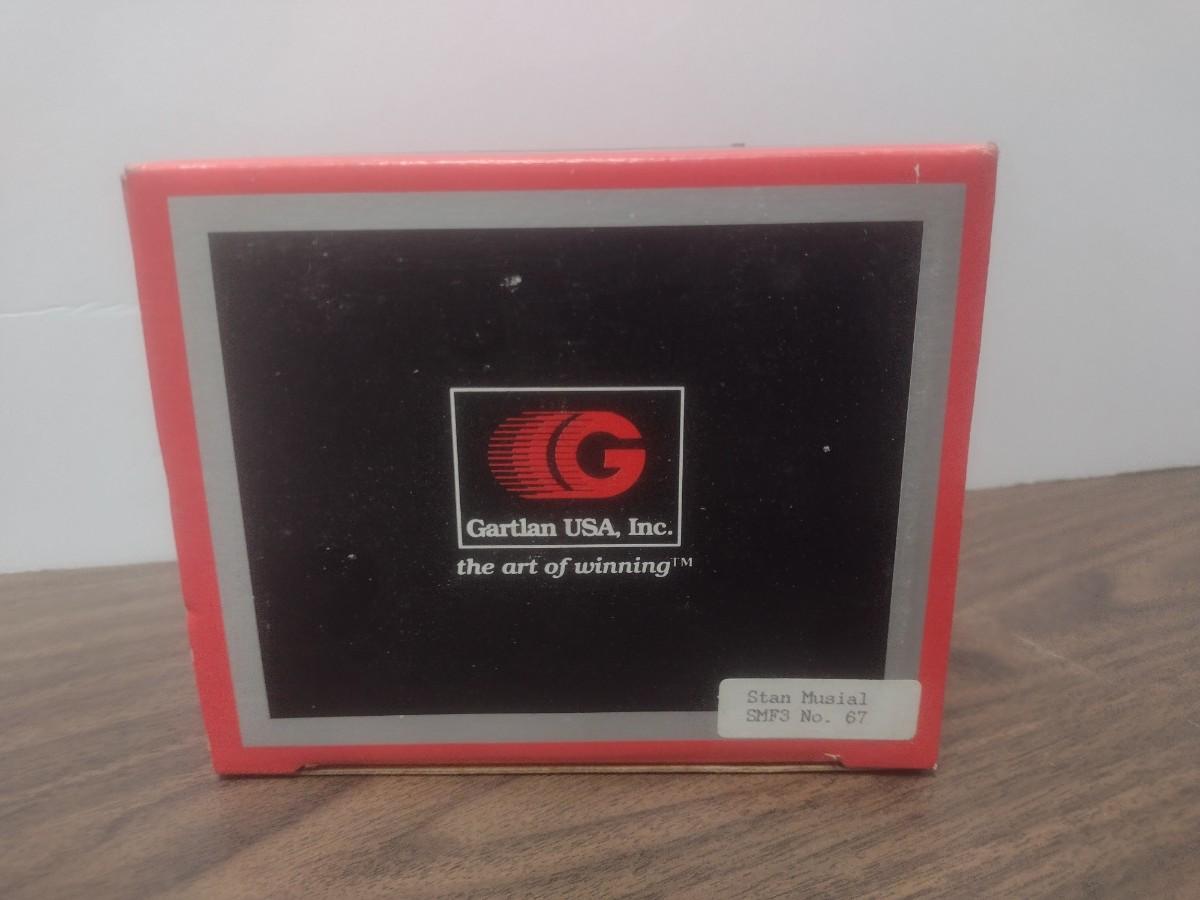 G
Gartlan USA, Inc.
the art of winning™
Stan Musial
SMF3 No. 67